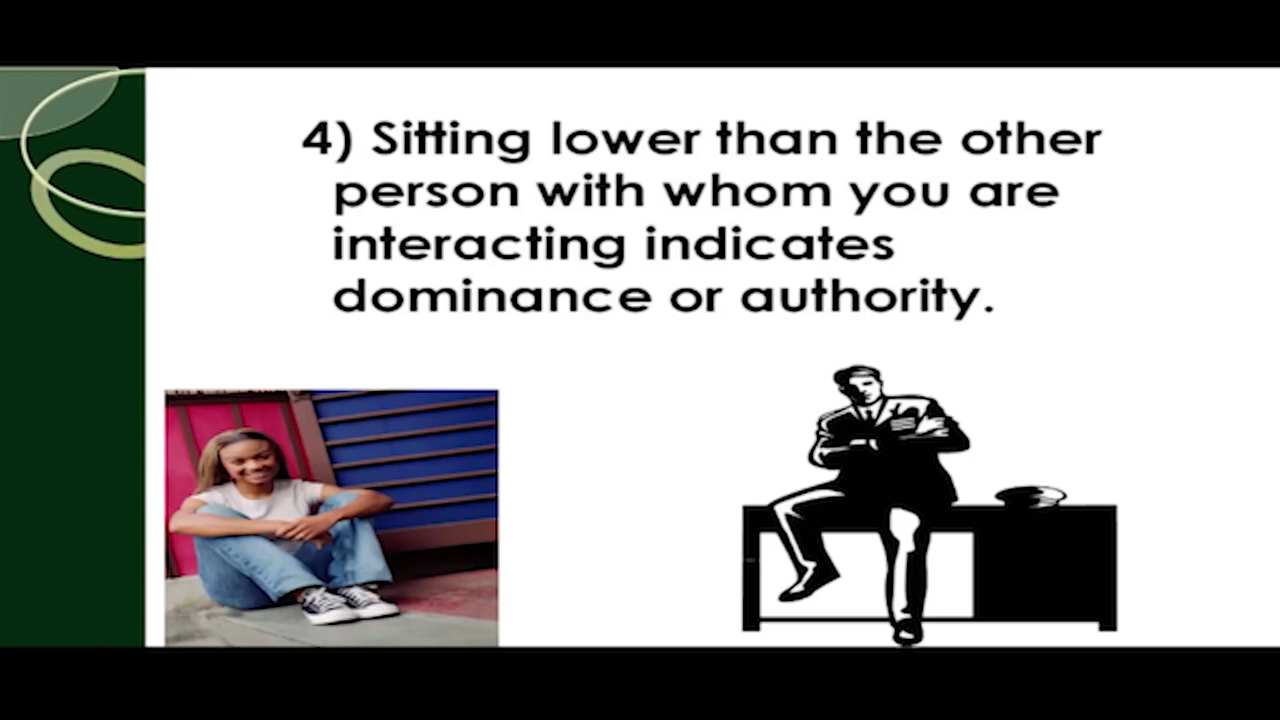 4) Sitting lower than the other
person with whom you are
interacting indicates
dominance or authority.